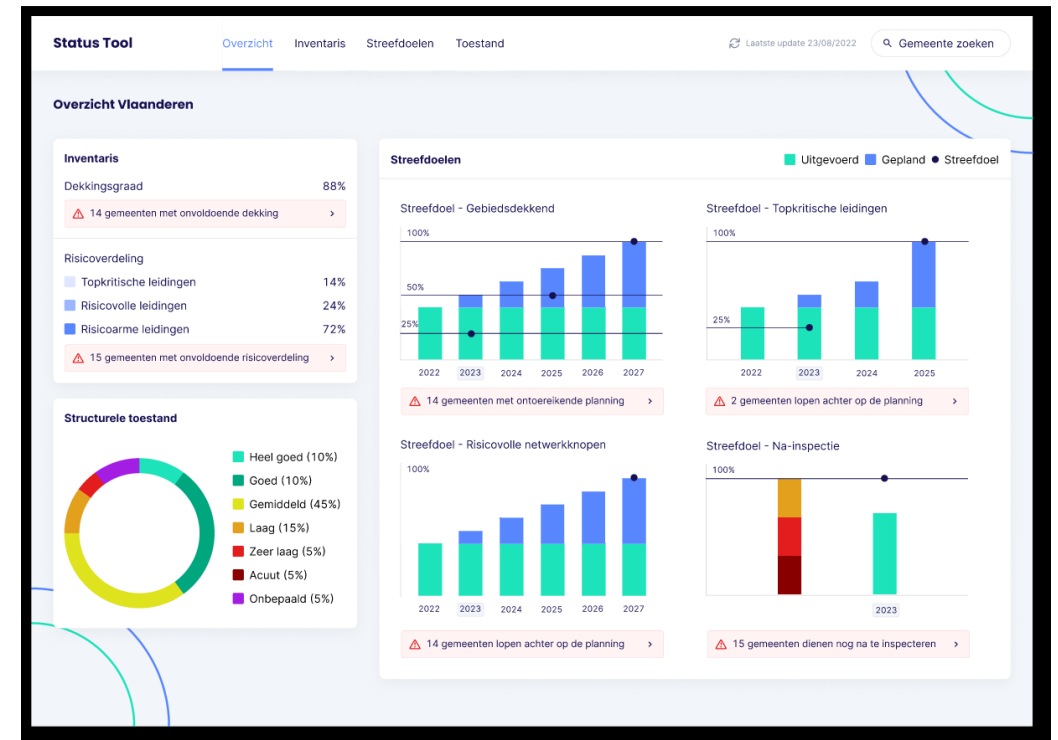 Status Tool
Overzicht
Inventaris
Streefdoelen
Toestand
Laatste update 23/08/2022
Gemeente zoeken
Overzicht Vlaanderen
Inventaris
Dekkingsgraad 88%
14 gemeenten met onvoldoende dekking
Risicoverdeling
Topkritische leidingen 14%
Risicovolle leidingen 24%
Risicoarme leidingen 72%
15 gemeenten met onvoldoende risicoverdeling
Structurele toestand
Heel goed (10%)
Goed (10%)
Gemiddeld (45%)
Laag (15%)
Zeer laag (5%)
Acuut (5%)
Onbepaald (5%)
Streefdoelen
Uitgevoerd
Gepland
Streefdoel
Streefdoel - Gebiedsdekkend
100%
50%
25%
2022 2023 2024 2025 2026 2027
14 gemeenten met ontoereikende planning
Streefdoel - Topkritische leidingen
100%
25%
2022 2023 2024 2025
2 gemeenten lopen achter op de planning
Streefdoel - Risicovolle netwerkknopen
100%
2022 2023 2024 2025 2026 2027
14 gemeenten lopen achter op de planning
Streefdoel - Na-inspectie
100%
2023
15 gemeenten dienen nog na te inspecteren